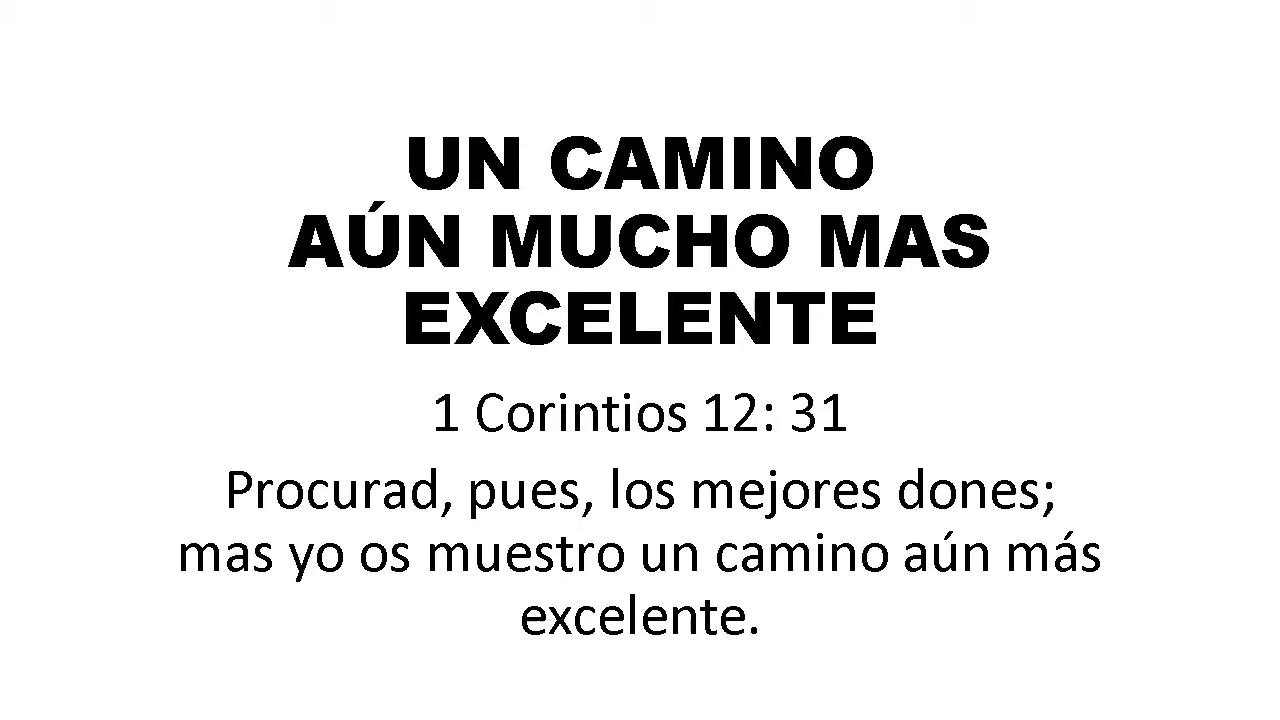 UN CAMINO
AÚN MUCHO MAS
EXCELENTE
1 Corintios 12: 31
Procurad, pues, los mejores dones;
mas yo os muestro un camino aún más
excelente.